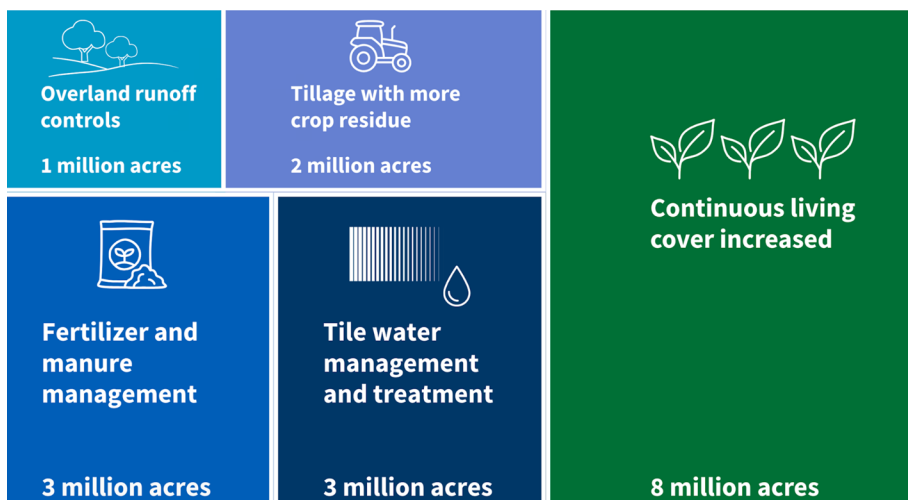 Overland runoff
controls
1 million acres
Tillage with more
crop residue
2 million acres
Continuous living
cover increased
8 million acres
Fertilizer and
manure
management
3 million acres
Tile water
management
and treatment
3 million acres